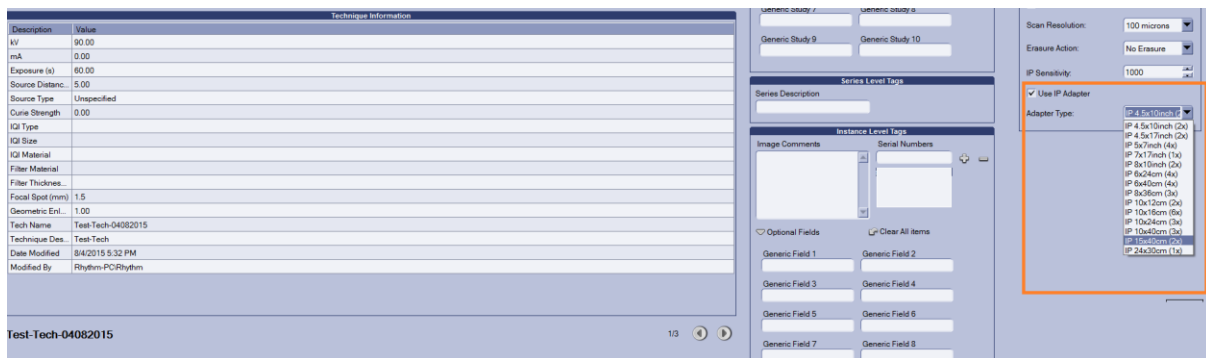 Technique Information
Description Value
kV 90.00
mA 0.00
Exposure (s) 60.00
Source Distanc... 5.00
Source Type Unspecified
Curie Strength 0.00
IQI Type
IQI Size
IQI Material
Filter Material
Filter Thicknes...
Focal Spot (mm) 1.5
Geometric Enl... 1.00
Tech Name Test-Tech-04082015
Technique Des... Test-Tech
Date Modified 8/4/2015 5:32 PM
Modified By Rhythm-PC\Rhythm
Test-Tech-04082015
1/3
Generic Study 7 Generic Study 8
Generic Study 9 Generic Study 10
Series Level Tags
Series Description
Instance Level Tags
Image Comments Serial Numbers
Optional Fields Clear All items
Generic Field 1 Generic Field 2
Generic Field 3 Generic Field 4
Generic Field 5 Generic Field 6
Generic Field 7 Generic Field 8
Scan Resolution: 100 microns
Erasure Action: No Erasure
IP Sensitivity: 1000
Use IP Adapter
Adapter Type: IP 4.5x10inch (2
IP 4.5x10inch (2x)
IP 4.5x17inch (2x)
IP 5x7inch (4x)
IP 7x17inch (1x)
IP 8x10inch (2x)
IP 6x24cm (4x)
IP 6x40cm (4x)
IP 8x36cm (3x)
IP 10x12cm (2x)
IP 10x16cm (6x)
IP 10x24cm (3x)
IP 10x40cm (3x)
IP 15x40cm (2x)
IP 24x30cm (1x)